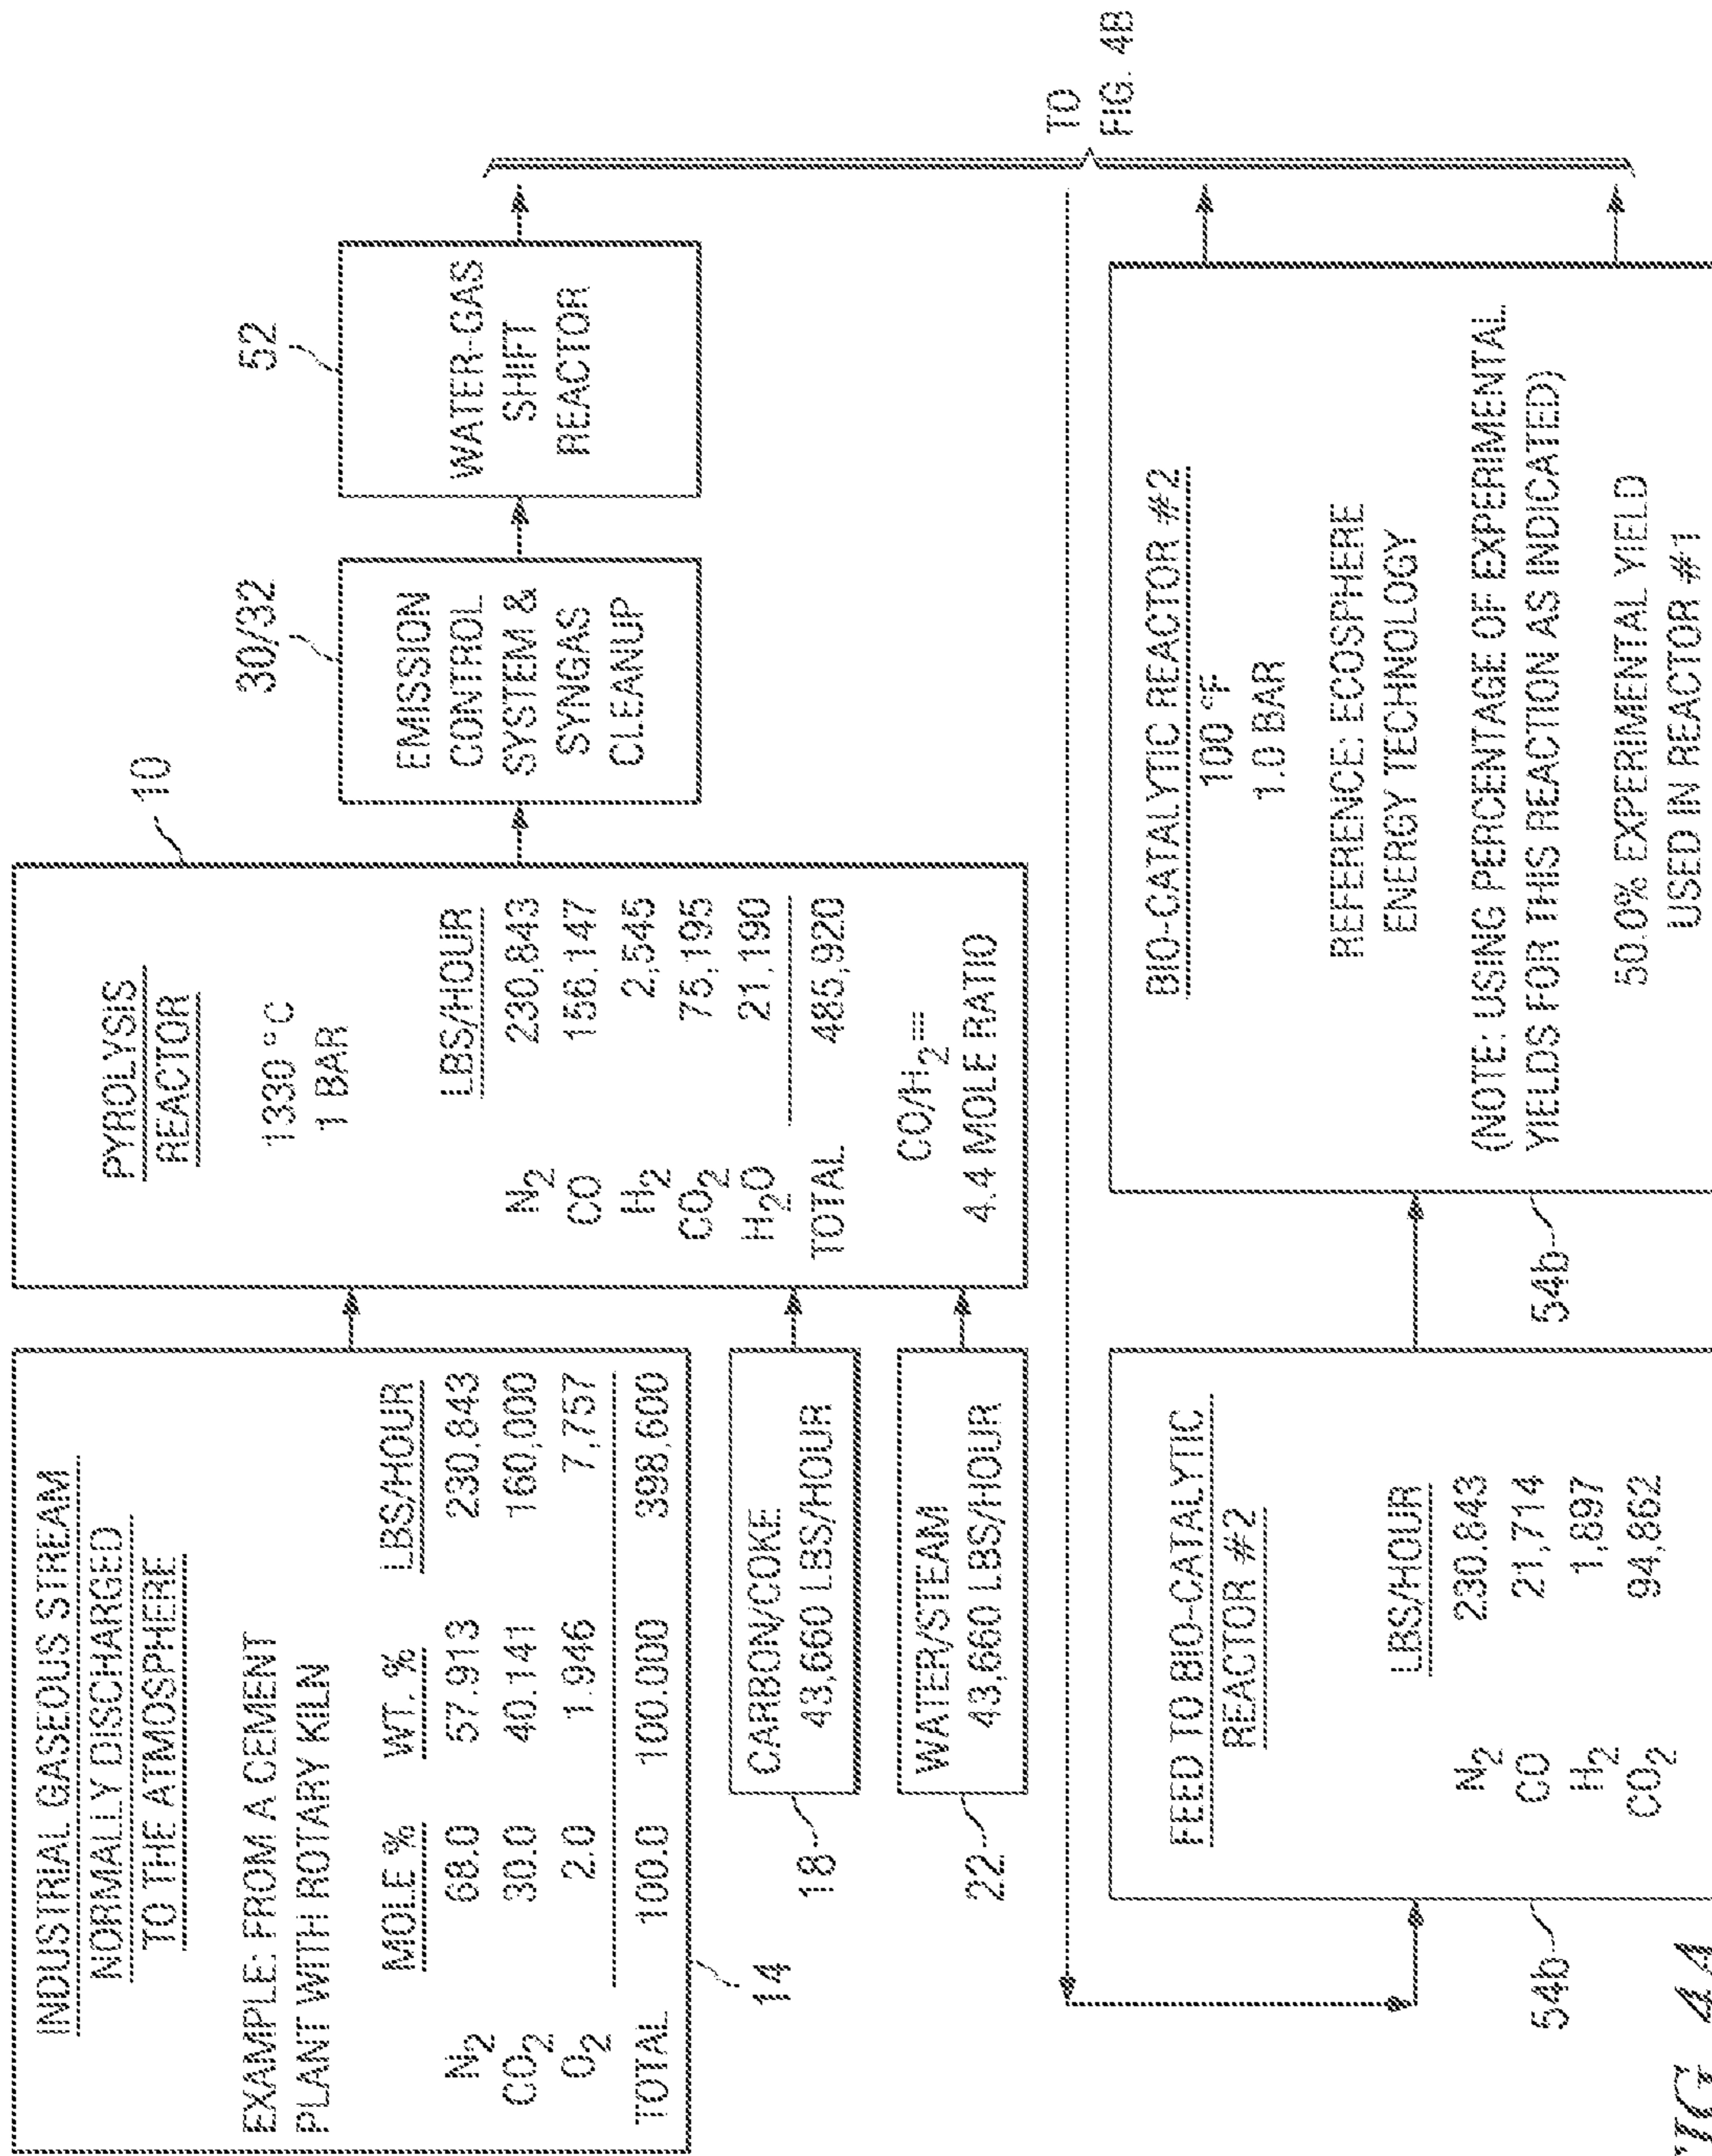 INDUSTRIAL GASEOUS STREAM
NORMALLY DISCHARGED
TO THE ATMOSPHERE
EXAMPLE: FROM A CEMENT
PLANT WITH ROTARY KILN
MOLE % WT. % LBS/HOUR
N2 68.0 57.913 230,843
CO2 30.0 40.141 160,000
O2 2.0 1.946 7,757
TOTAL 100.0 100.000 398,600
14
CARBON/COKE
43,660 LBS/HOUR
18
WATER/STEAM
43,660 LBS/HOUR
22
PYROLYSIS
REACTOR
1330 °C
1 BAR
LBS/HOUR
N2 230,843
CO 156,147
H2 2,545
CO2 75,195
H2O 21,190
TOTAL 485,920
CO/H2=
4.4 MOLE RATIO
10
30/32
EMISSION
CONTROL
SYSTEM &
SYNGAS
CLEANUP
52
WATER-GAS
SHIFT
REACTOR
TO
FIG. 4B
FEED TO BIO-CATALYTIC
REACTOR #2
LBS/HOUR
N2 230,843
CO 21,714
H2 1,897
CO2 94,862
54b
BIO-CATALYTIC REACTOR #2
100 °F
1.0 BAR
REFERENCE: ECOSPHERE
ENERGY TECHNOLOGY
(NOTE: USING PERCENTAGE OF EXPERIMENTAL
YIELDS FOR THIS REACTION AS INDICATED)
50.0% EXPERIMENTAL YIELD
USED IN REACTOR #1
54b
FIG. 4A